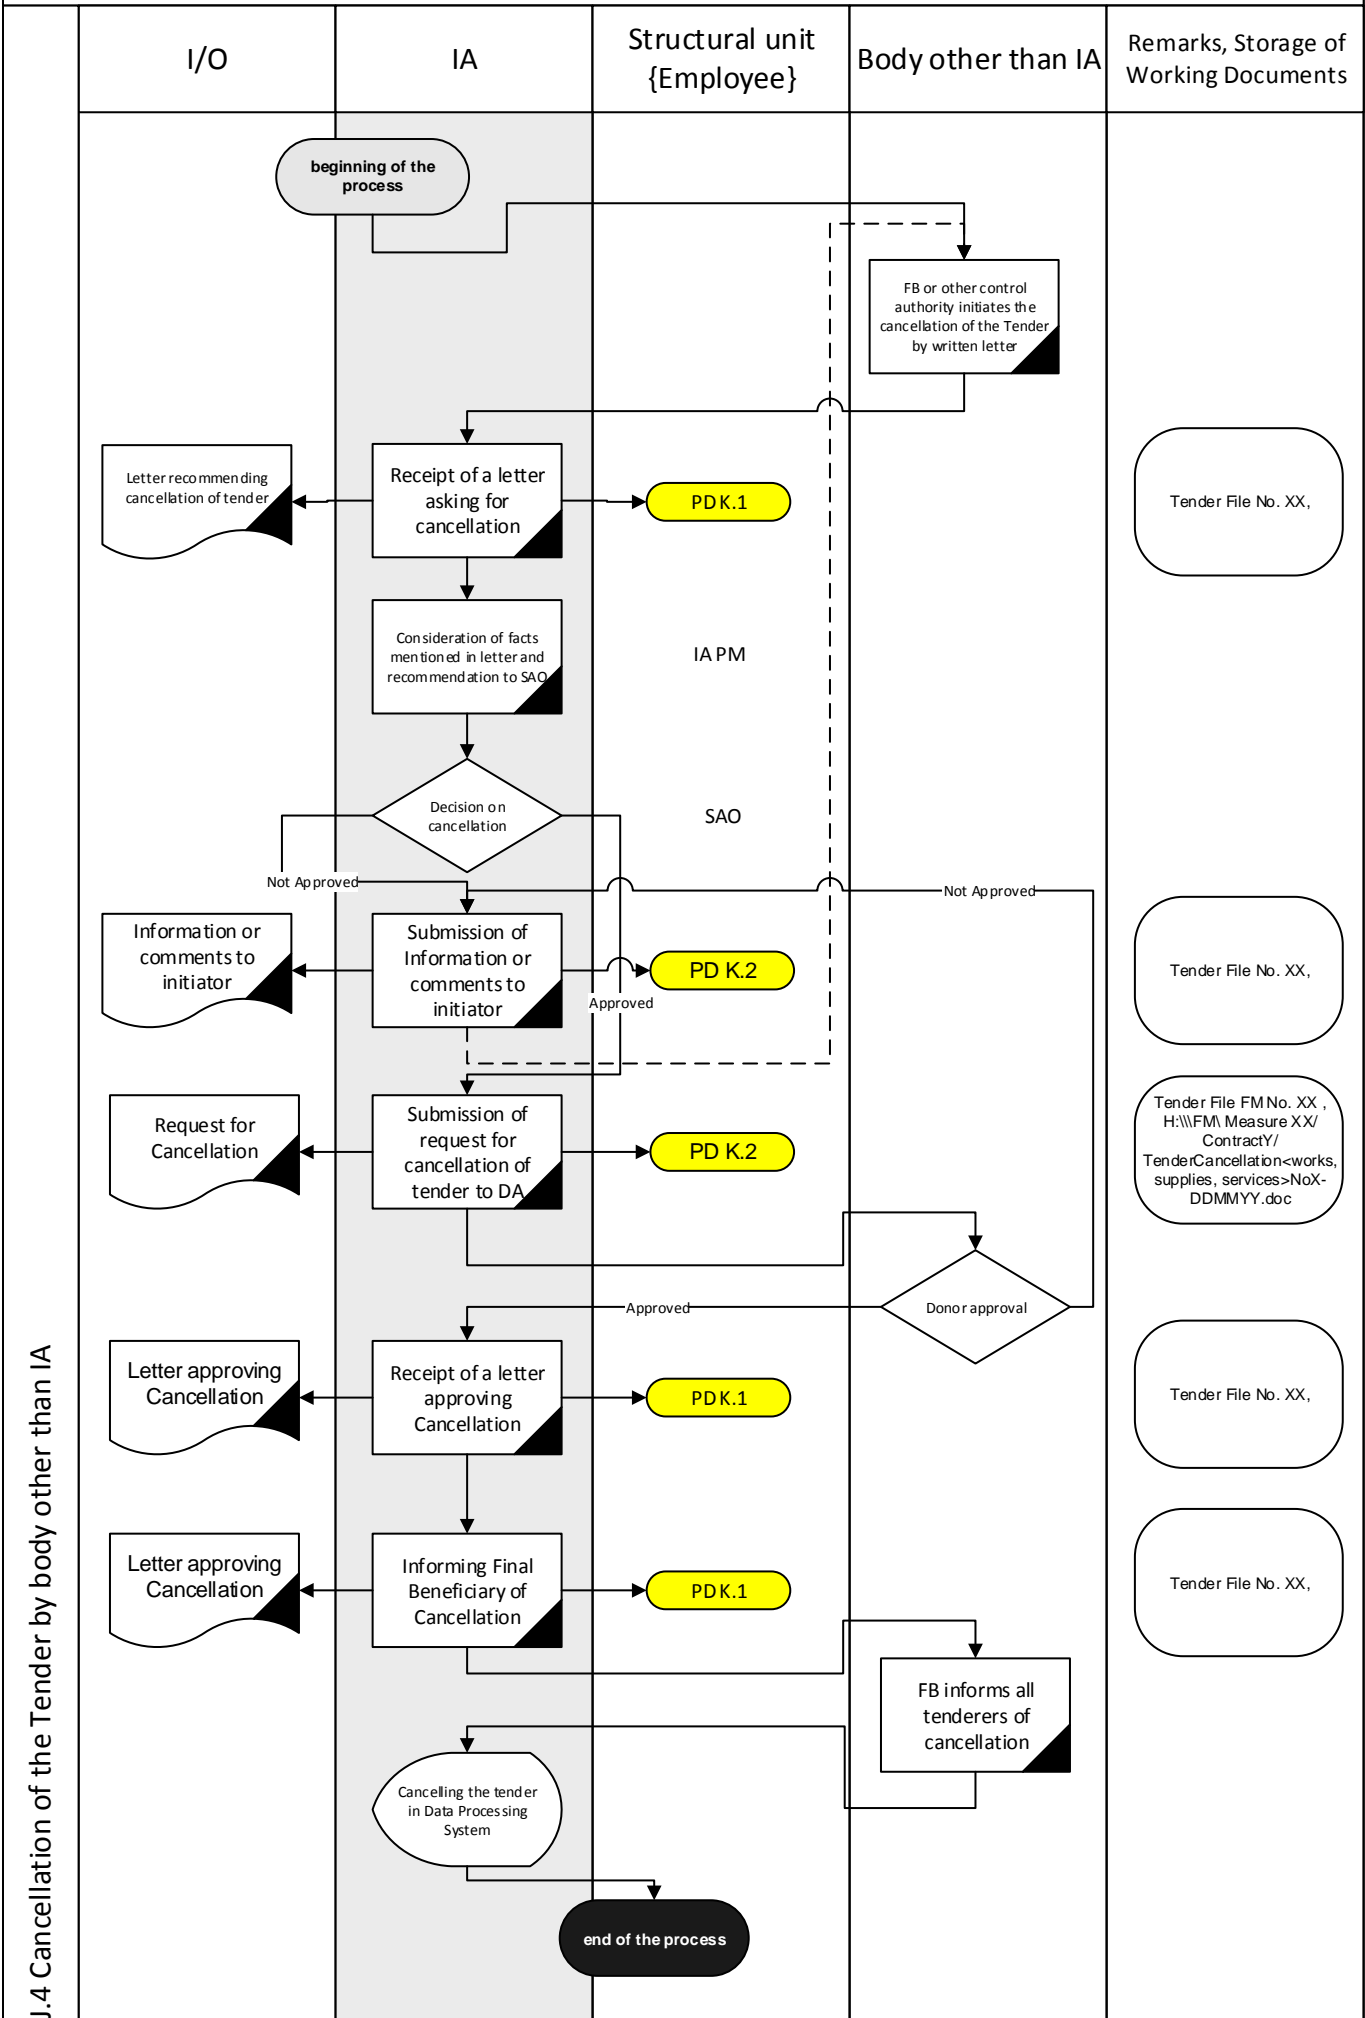 I/O
IA
Structural unit
{Employee}
Body other than IA
Remarks, Storage of
Working Documents
beginning of the
process
FB or other control
authority initiates the
cancellation of the Tender
by written letter
Letter recommending
cancellation of tender
Receipt of a letter
asking for
cancellation
PD K.1
Tender File No. XX,
Consideration of facts
mentioned in letter and
recommendation to SAO
IA PM
Decision on
cancellation
SAO
Not Approved
Not Approved
Information or
comments to
initiator
Submission of
Information or
comments to
initiator
PD K.2
Tender File No. XX,
Approved
Request for
Cancellation
Submission of
request for
cancellation of
tender to DA
PD K.2
Tender File FM No. XX ,
H:\\\FM\ Measure XX/
ContractY/
TenderCancellation<works,
supplies, services>NoX-
DDMMYY.doc
Approved
Donor approval
Letter approving
Cancellation
Receipt of a letter
approving
Cancellation
PD K.1
Tender File No. XX,
Letter approving
Cancellation
Informing Final
Beneficiary of
Cancellation
PD K.1
Tender File No. XX,
FB informs all
tenderers of
cancellation
Cancelling the tender
in Data Processing
System
end of the process
J.4 Cancellation of the Tender by body other than IA